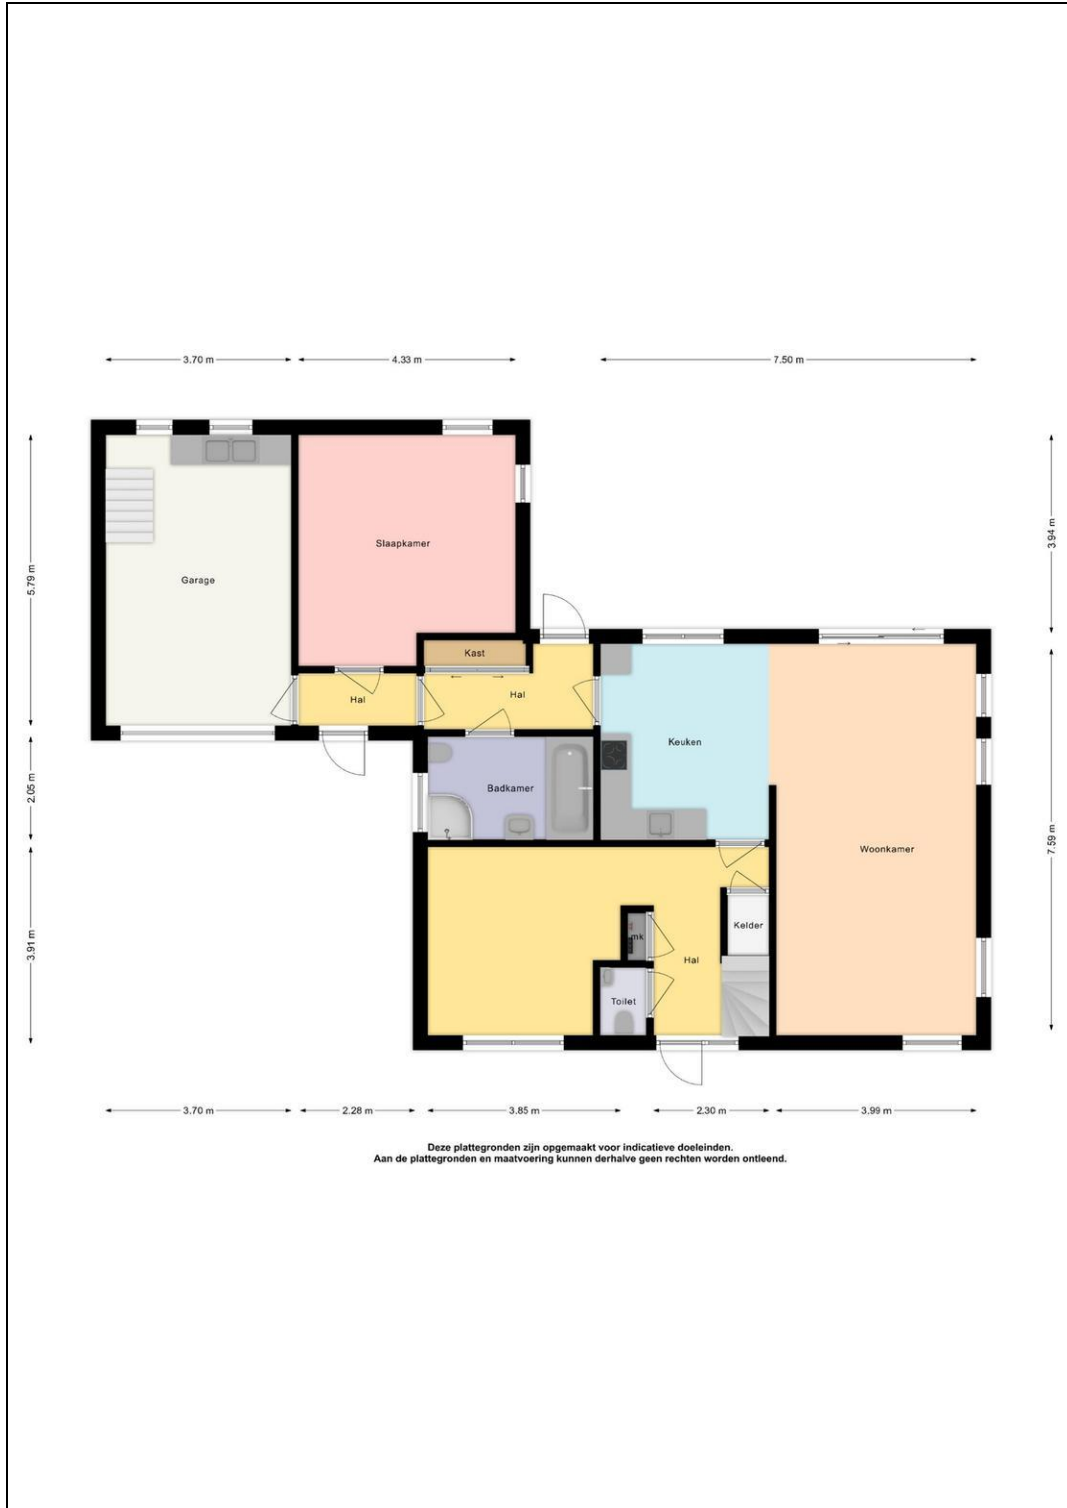 3.70 m
4.33 m
7.50 m
5.79 m
2.05 m
3.91 m
3.94 m
7.59 m
Slaapkamer
Garage
Kast
Hal
Hal
Keuken
Badkamer
Woonkamer
Kelder
mk
Hal
Toilet
3.70 m
2.28 m
3.85 m
2.30 m
3.99 m
Deze plattegronden zijn opgemaakt voor indicatieve doeleinden.
Aan de plattegronden en maatvoering kunnen derhalve geen rechten worden ontleend.